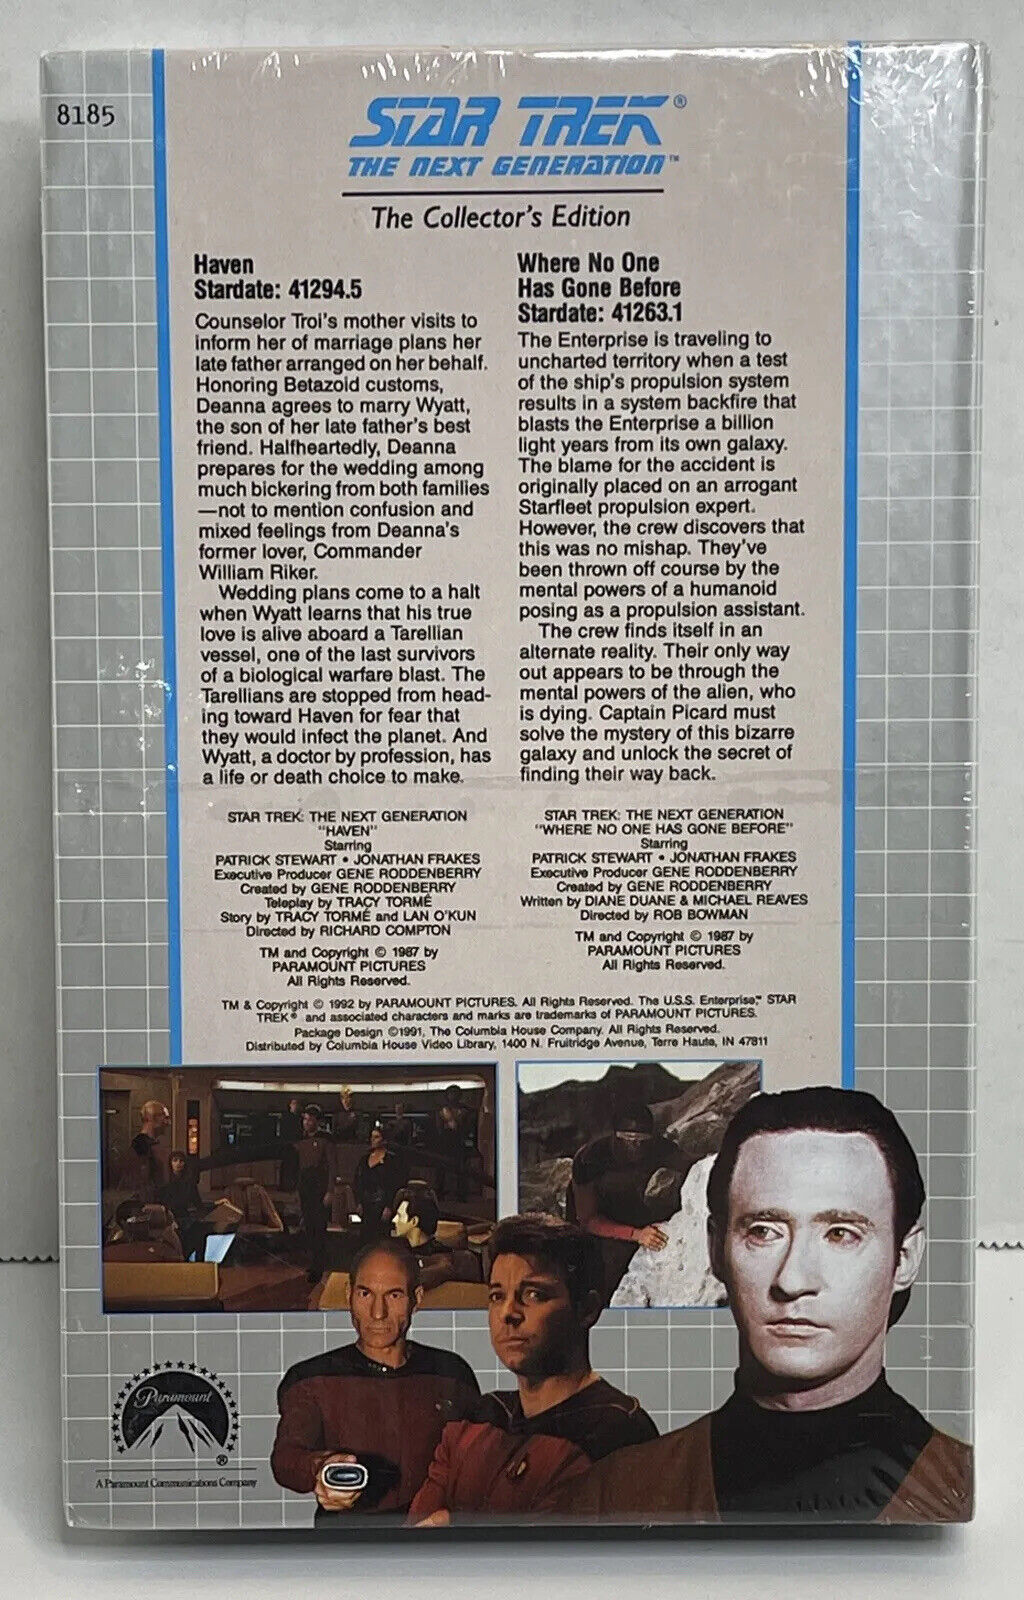 8185
STAR TREK®
THE NEXT GENERATION™
The Collector's Edition
Haven
Stardate: 41294.5
Counselor Troi's mother visits to
inform her of marriage plans her
late father arranged on her behalf.
Honoring Betazoid customs,
Deanna agrees to marry Wyatt,
the son of her late father's best
friend. Halfheartedly, Deanna
prepares for the wedding among
much bickering from both families
—not to mention confusion and
mixed feelings from Deanna's
former lover, Commander
William Riker.
Wedding plans come to a halt
when Wyatt learns that his true
love is alive aboard a Tarellian
vessel, one of the last survivors
of a biological warfare blast. The
Tarellians are stopped from head-
ing toward Haven for fear that
they would infect the planet. And
Wyatt, a doctor by profession, has
a life or death choice to make.
STAR TREK: THE NEXT GENERATION
"HAVEN"
Starring
PATRICK STEWART • JONATHAN FRAKES
Executive Producer GENE RODDENBERRY
Created by GENE RODDENBERRY
Teleplay by TRACY TORMÉ
Story by TRACY TORMÉ and LAN O'KUN
Directed by RICHARD COMPTON
TM and Copyright © 1987 by
PARAMOUNT PICTURES
All Rights Reserved.
Where No One
Has Gone Before
Stardate: 41263.1
The Enterprise is traveling to
uncharted territory when a test
of the ship's propulsion system
results in a system backfire that
blasts the Enterprise a billion
light years from its own galaxy.
The blame for the accident is
originally placed on an arrogant
Starfleet propulsion expert.
However, the crew discovers that
this was no mishap. They've
been thrown off course by the
mental powers of a humanoid
posing as a propulsion assistant.
The crew finds itself in an
alternate reality. Their only way
out appears to be through the
mental powers of the alien, who
is dying. Captain Picard must
solve the mystery of this bizarre
galaxy and unlock the secret of
finding their way back.
STAR TREK: THE NEXT GENERATION
"WHERE NO ONE HAS GONE BEFORE"
Starring
PATRICK STEWART • JONATHAN FRAKES
Executive Producer GENE RODDENBERRY
Created by GENE RODDENBERRY
Written by DIANE DUANE & MICHAEL REAVES
Directed by ROB BOWMAN
TM and Copyright © 1987 by
PARAMOUNT PICTURES
All Rights Reserved.
TM & Copyright © 1992 by PARAMOUNT PICTURES. All Rights Reserved. The U.S.S. Enterprise,™ STAR
TREK® and associated characters and marks are trademarks of PARAMOUNT PICTURES.
Package Design ©1991, The Columbia House Company. All Rights Reserved.
Distributed by Columbia House Video Library, 1400 N. Fruitridge Avenue, Terre Haute, IN 47811
Paramount
®
A Paramount Communications Company